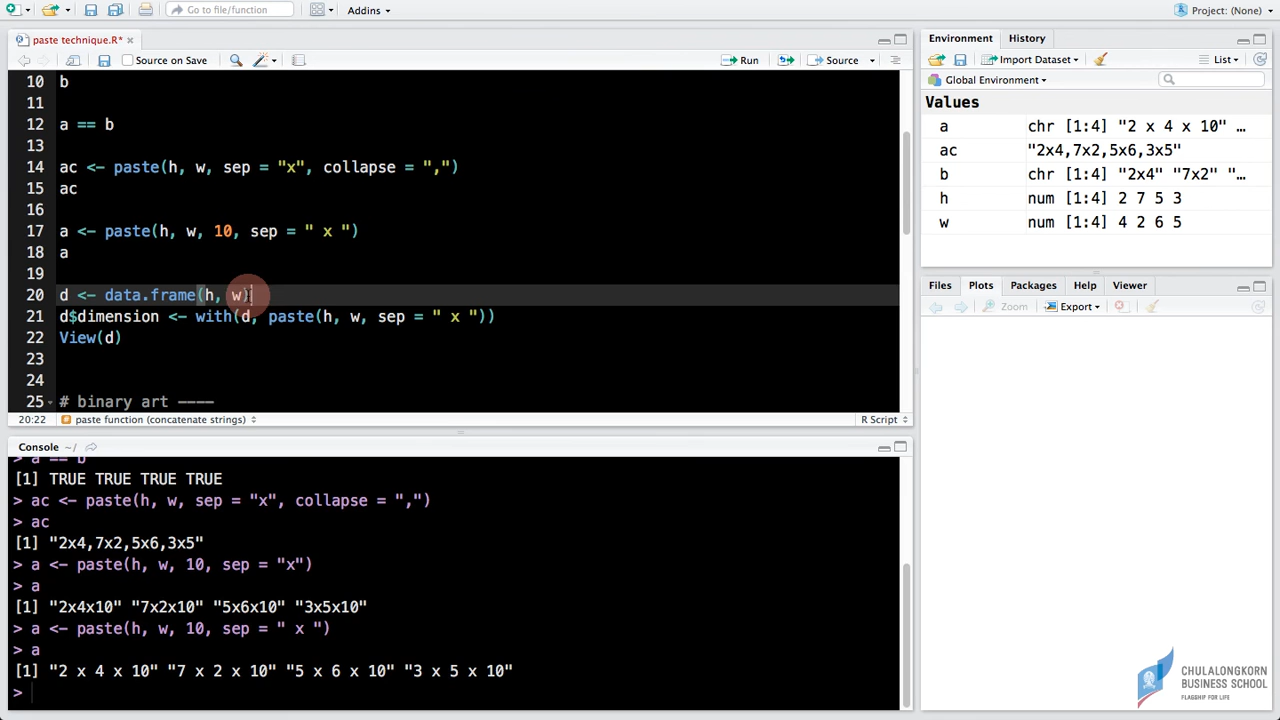 Go to file/function
Addins
Project: (None)
paste technique.R*
Source on Save
Run
Source
10 b
11
12 a == b
13
14 ac <- paste(h, w, sep = "x", collapse = ",")
15 ac
16
17 a <- paste(h, w, 10, sep = " x ")
18 a
19
20 d <- data.frame(h, w)
21 d$dimension <- with(d, paste(h, w, sep = " x "))
22 View(d)
23
24
25 # binary art ----
20:22 paste function (concatenate strings) R Script
Console ~/
> a == b
[1] TRUE TRUE TRUE TRUE
> ac <- paste(h, w, sep = "x", collapse = ",")
> ac
[1] "2x4,7x2,5x6,3x5"
> a <- paste(h, w, 10, sep = "x")
> a
[1] "2x4x10" "7x2x10" "5x6x10" "3x5x10"
> a <- paste(h, w, 10, sep = " x ")
> a
[1] "2 x 4 x 10" "7 x 2 x 10" "5 x 6 x 10" "3 x 5 x 10"
>
Environment History
Import Dataset List
Global Environment
Values
a chr [1:4] "2 x 4 x 10" …
ac "2x4,7x2,5x6,3x5"
b chr [1:4] "2x4" "7x2" "…
h num [1:4] 2 7 5 3
w num [1:4] 4 2 6 5
Files Plots Packages Help Viewer
Zoom Export
CHULALONGKORN
BUSINESS SCHOOL
FLAGSHIP FOR LIFE